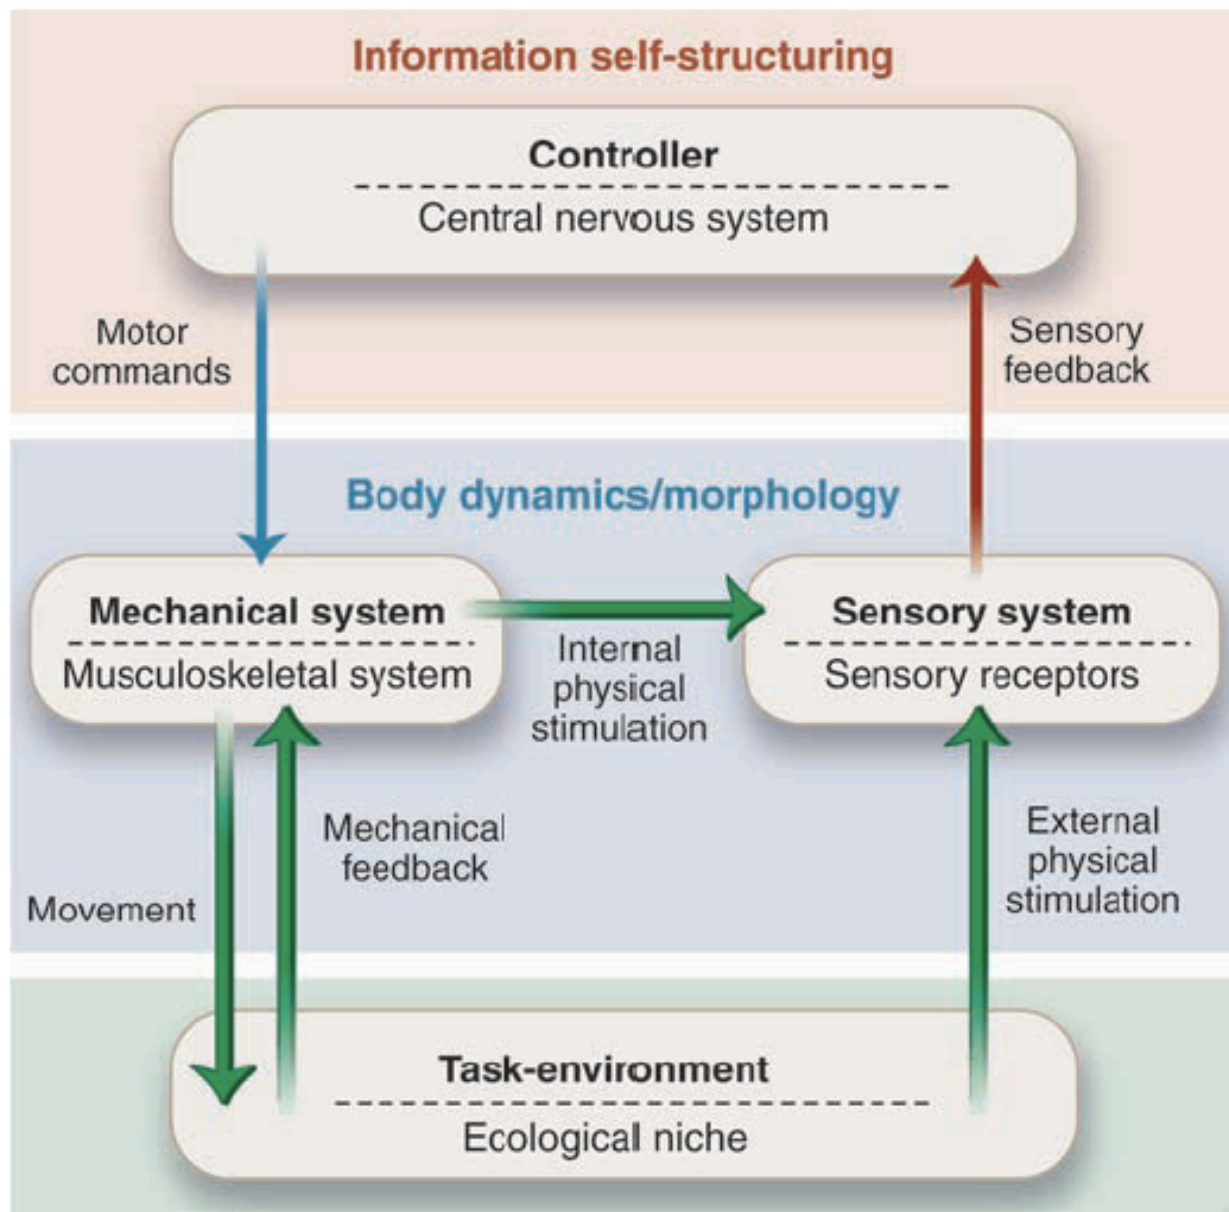 Information self-structuring
Controller
Central nervous system
Motor
commands
Sensory
feedback
Body dynamics/morphology
Mechanical system
Musculoskeletal system
Internal
physical
stimulation
Sensory system
Sensory receptors
Mechanical
feedback
Movement
External
physical
stimulation
Task-environment
Ecological niche